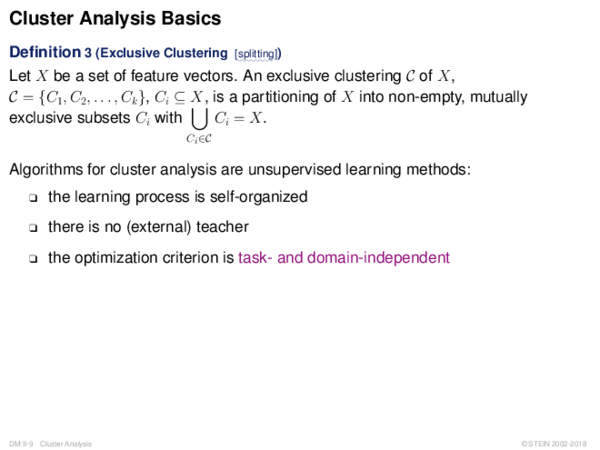 Cluster Analysis Basics
Definition 3 (Exclusive Clustering [splitting])
Let X be a set of feature vectors. An exclusive clustering 𝒞 of X,
𝒞 = {C₁, C₂, . . . , Cₖ}, Cᵢ ⊆ X, is a partitioning of X into non-empty, mutually
exclusive subsets Cᵢ with ⋃ Cᵢ = X.
Cᵢ∈𝒞
Algorithms for cluster analysis are unsupervised learning methods:
❑ the learning process is self-organized
❑ there is no (external) teacher
❑ the optimization criterion is task- and domain-independent
DM:II-9 Cluster Analysis © STEIN 2002-2018